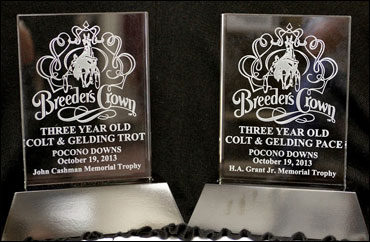 Breeders Crown
THREE YEAR OLD
COLT & GELDING TROT
POCONO DOWNS
October 19, 2013
John Cashman Memorial Trophy
Breeders Crown
THREE YEAR OLD
COLT & GELDING PACE
POCONO DOWNS
October 19, 2013
H.A. Grant Jr. Memorial Trophy